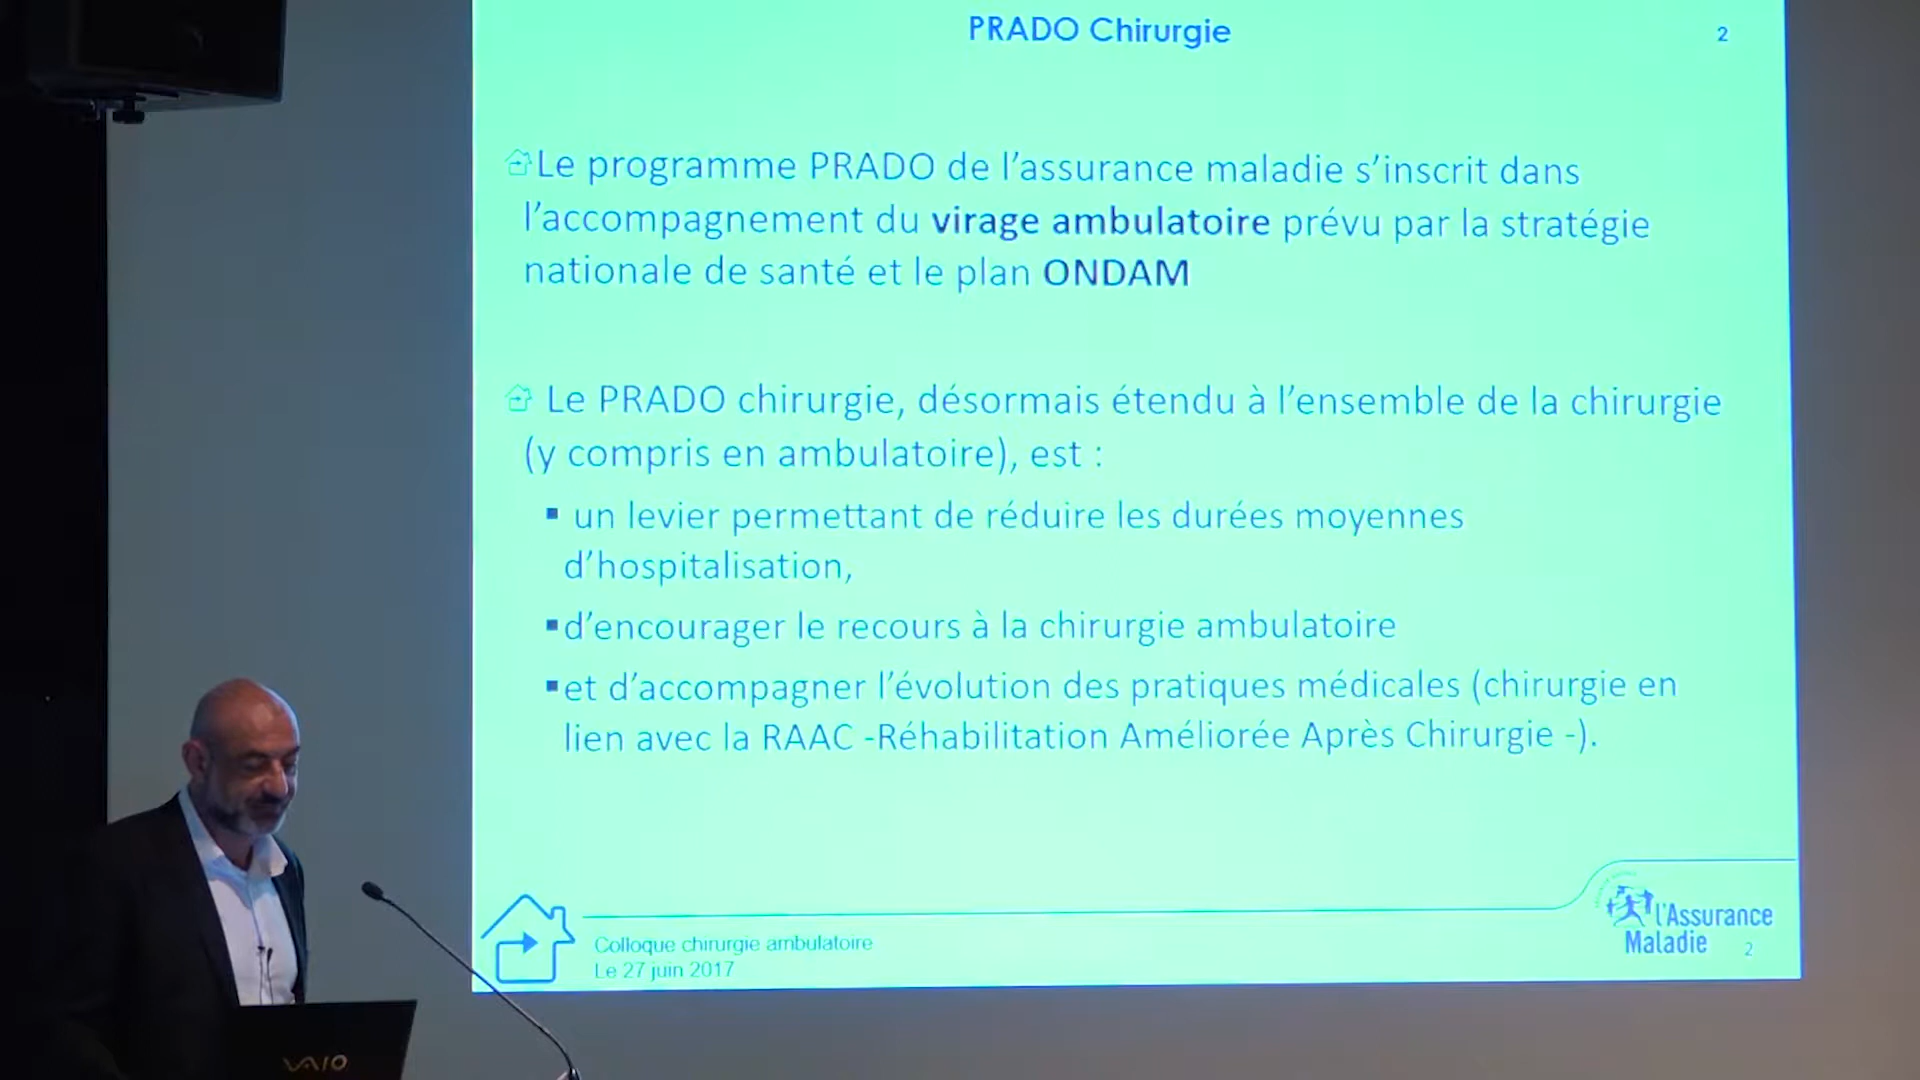 PRADO Chirurgie
2
Le programme PRADO de l'assurance maladie s'inscrit dans
l'accompagnement du virage ambulatoire prévu par la stratégie
nationale de santé et le plan ONDAM
Le PRADO chirurgie, désormais étendu à l'ensemble de la chirurgie
(y compris en ambulatoire), est :
▪ un levier permettant de réduire les durées moyennes
d'hospitalisation,
▪ d'encourager le recours à la chirurgie ambulatoire
▪ et d'accompagner l'évolution des pratiques médicales (chirurgie en
lien avec la RAAC -Réhabilitation Améliorée Après Chirurgie -).
Colloque chirurgie ambulatoire
Le 27 juin 2017
l'Assurance
Maladie
2
VAIO